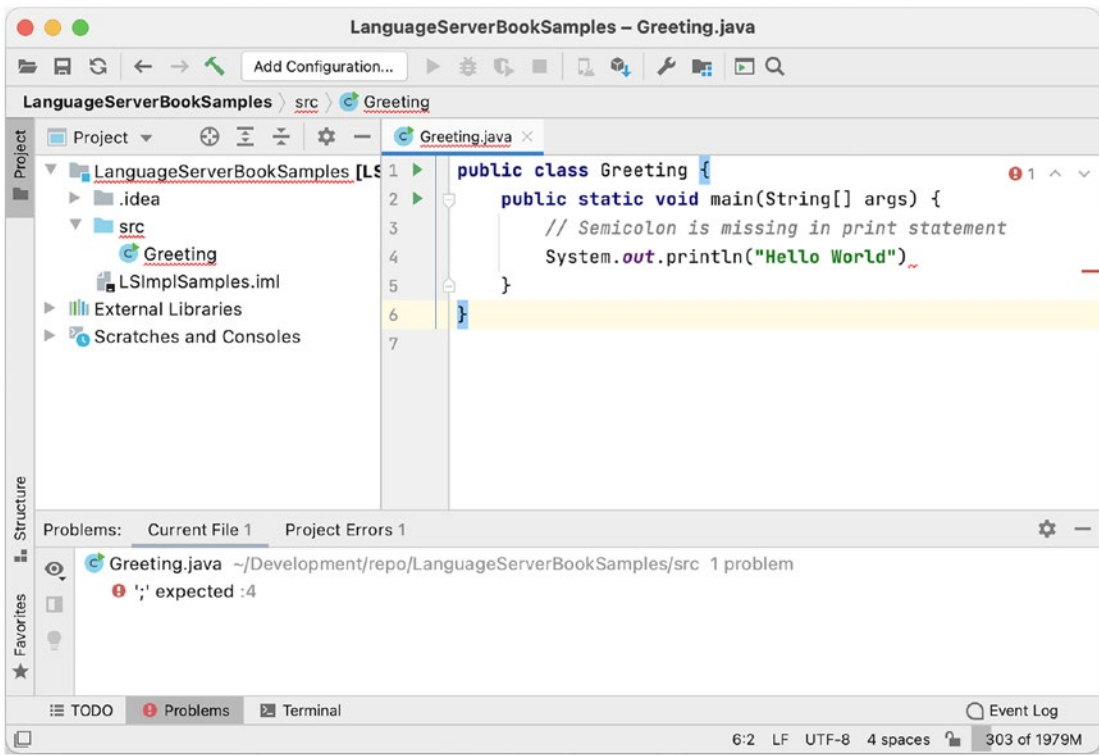 LanguageServerBookSamples – Greeting.java
Add Configuration...
LanguageServerBookSamples src Greeting
Project
Project
Greeting.java
LanguageServerBookSamples [LS
.idea
src
Greeting
LSImplSamples.iml
External Libraries
Scratches and Consoles
1 public class Greeting {
2 public static void main(String[] args) {
3 // Semicolon is missing in print statement
4 System.out.println("Hello World")
5 }
6 }
7
1
Structure
Favorites
Problems: Current File 1 Project Errors 1
Greeting.java ~/Development/repo/LanguageServerBookSamples/src 1 problem
';' expected :4
TODO Problems Terminal Event Log
6:2 LF UTF-8 4 spaces 303 of 1979M